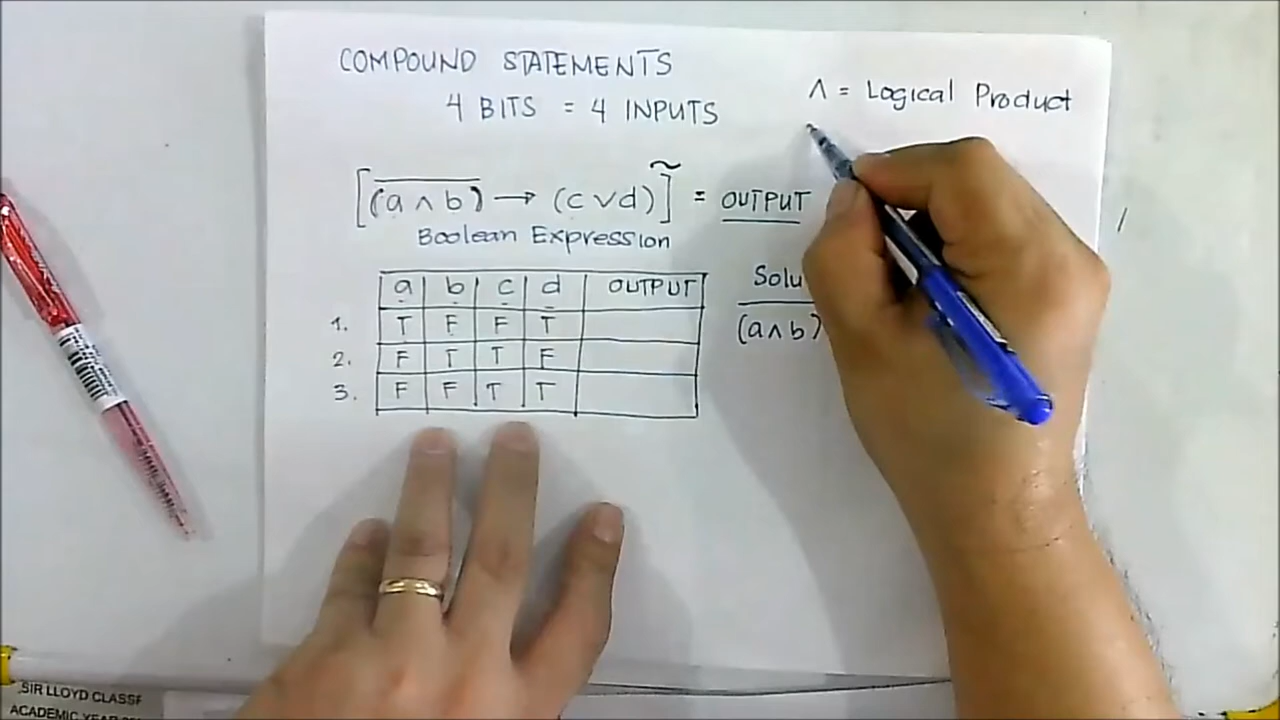 COMPOUND STATEMENTS
4 BITS = 4 INPUTS
∧ = Logical Product
[(a ∧ b) → (c ∨ d)]~ = OUTPUT
Boolean Expression
a b c d OUTPUT
1. T F F T
2. F T T F
3. F F T T
Solu
(a∧b)
SIR LLOYD CLASS
ACADEMIC YEAR